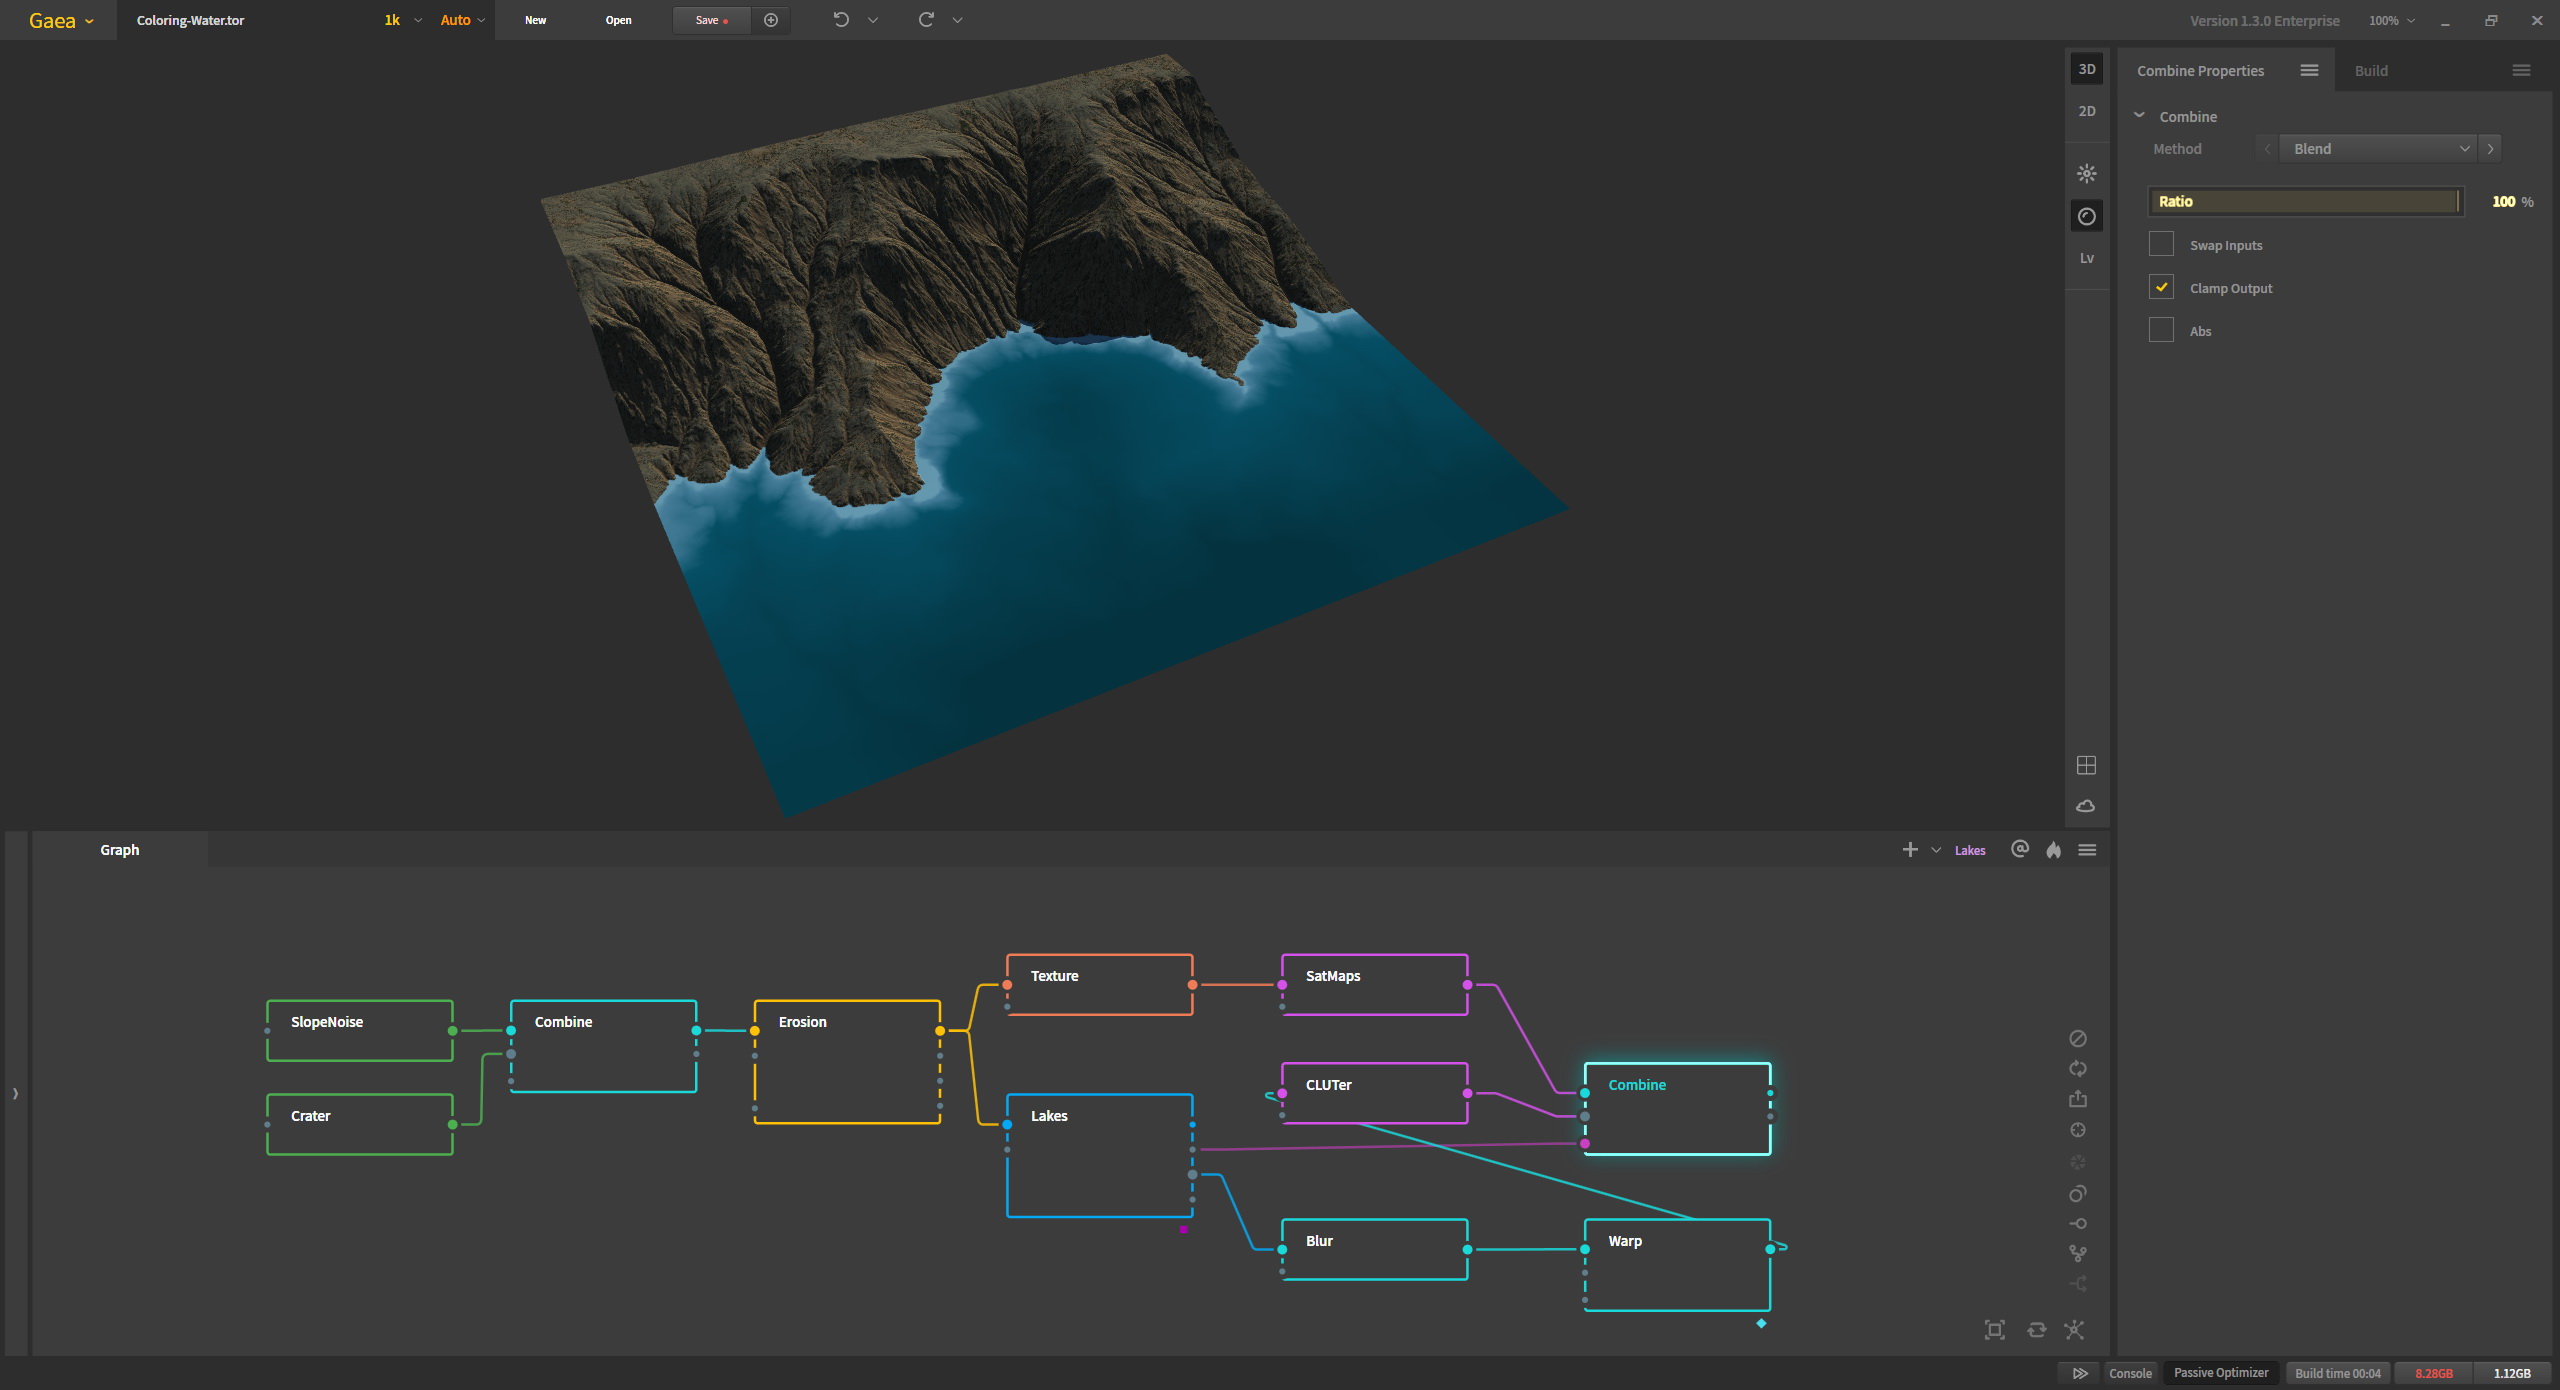 Gaea
Coloring-Water.tor
1k
Auto
New
Open
Save
Version 1.3.0 Enterprise
100%
3D
2D
Lv
Combine Properties
Build
Combine
Method
Blend
Ratio
100 %
Swap Inputs
Clamp Output
Abs
Graph
Lakes
Texture
SatMaps
SlopeNoise
Combine
Erosion
CLUTer
Combine
Crater
Lakes
Blur
Warp
Console
Passive Optimizer
Build time 00:04
8.28GB
1.12GB